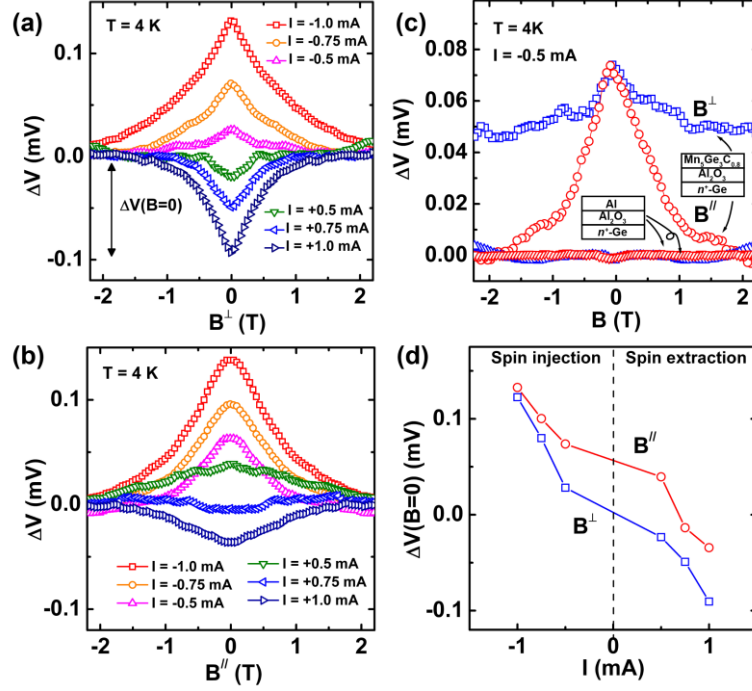 (a)
T = 4 K
I = -1.0 mA
I = -0.75 mA
I = -0.5 mA
ΔV(B=0)
I = +0.5 mA
I = +0.75 mA
I = +1.0 mA
0.1
0.0
-0.1
ΔV (mV)
-2 -1 0 1 2
B⊥ (T)
(b)
T = 4 K
I = -1.0 mA
I = -0.75 mA
I = -0.5 mA
I = +0.5 mA
I = +0.75 mA
I = +1.0 mA
0.1
0.0
-0.1
ΔV (mV)
-2 -1 0 1 2
B// (T)
(c)
T = 4K
I = -0.5 mA
B⊥
Mn5Ge3C0.8
Al2O3
n+-Ge
B//
Al
Al2O3
n+-Ge
0.08
0.06
0.04
0.02
0.00
ΔV (mV)
-2 -1 0 1 2
B (T)
(d)
Spin injection
Spin extraction
B//
B⊥
0.1
0.0
-0.1
ΔV(B=0) (mV)
-1 0 1
I (mA)